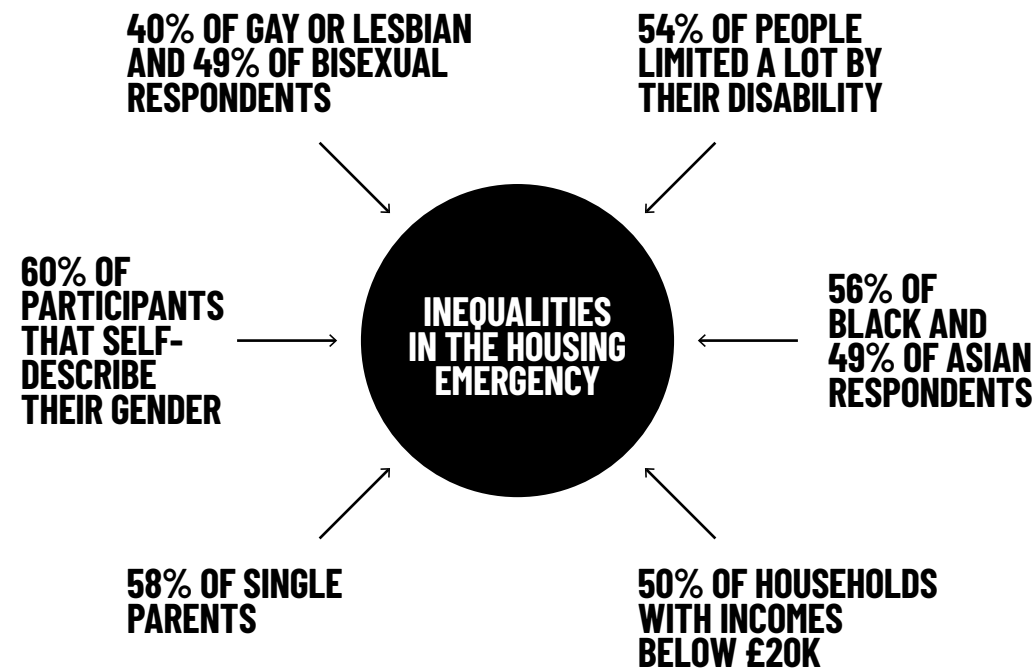 40% OF GAY OR LESBIAN
AND 49% OF BISEXUAL
RESPONDENTS
54% OF PEOPLE
LIMITED A LOT BY
THEIR DISABILITY
60% OF
PARTICIPANTS
THAT SELF-
DESCRIBE
THEIR GENDER
INEQUALITIES
IN THE HOUSING
EMERGENCY
56% OF
BLACK AND
49% OF ASIAN
RESPONDENTS
58% OF SINGLE
PARENTS
50% OF HOUSEHOLDS
WITH INCOMES
BELOW £20K